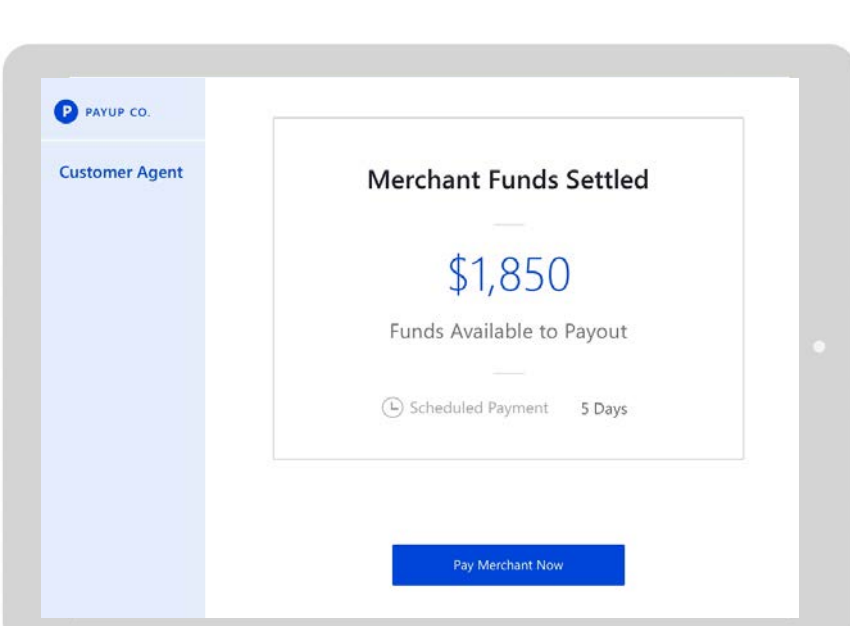 P PAYUP CO.
Customer Agent
Merchant Funds Settled
$1,850
Funds Available to Payout
Scheduled Payment 5 Days
Pay Merchant Now